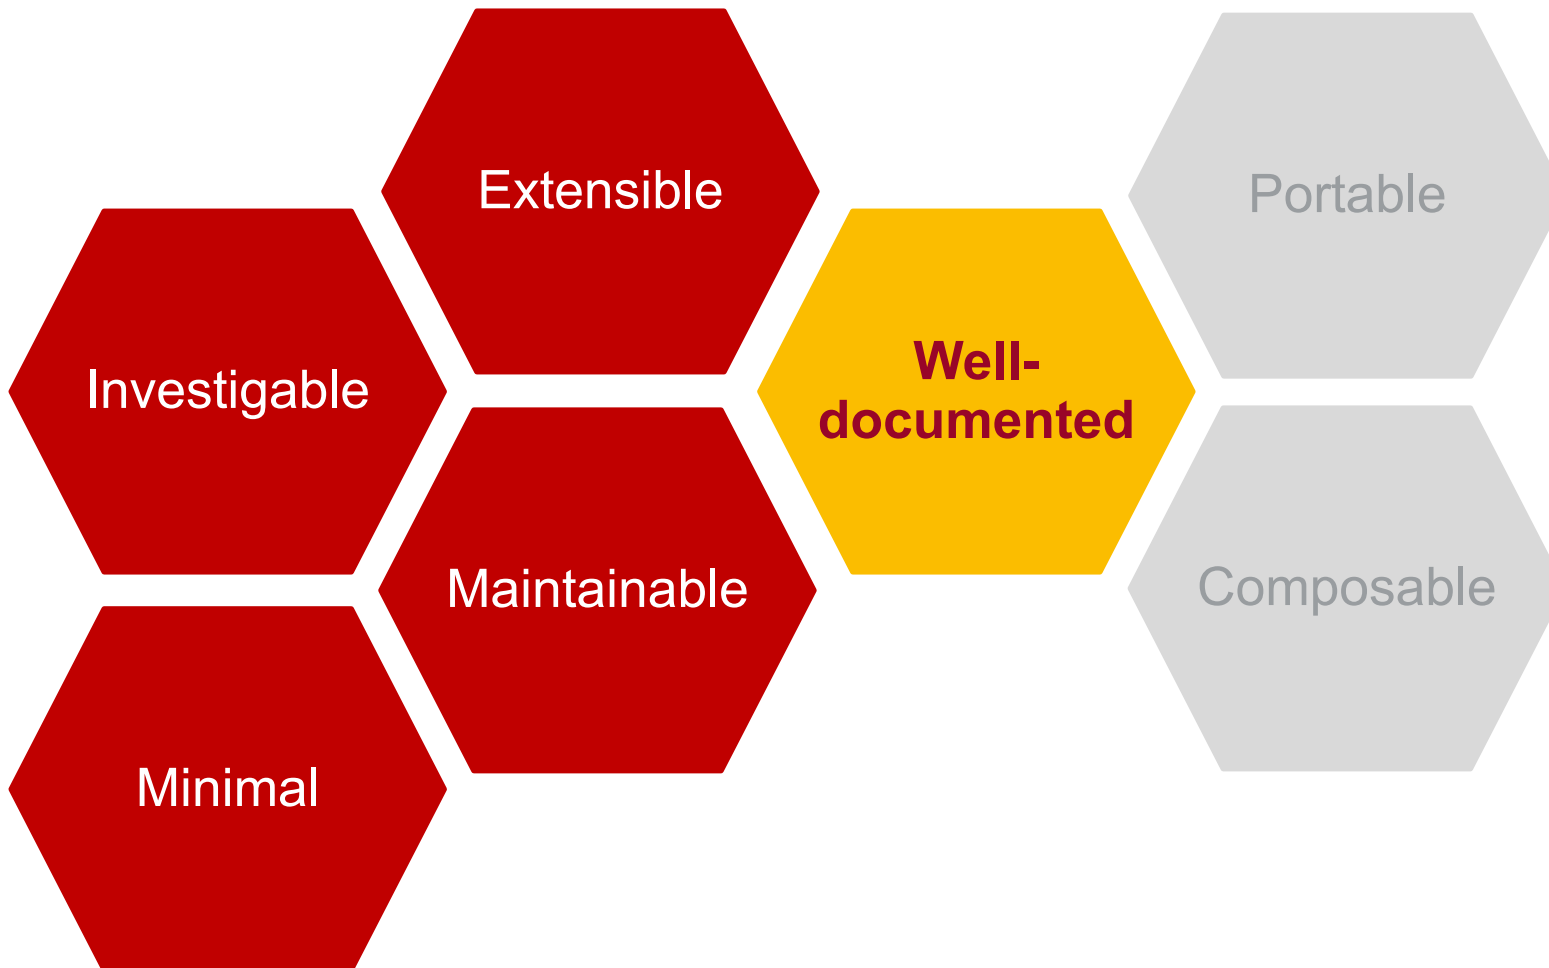 Extensible
Portable
Investigable
Well-
documented
Maintainable
Composable
Minimal